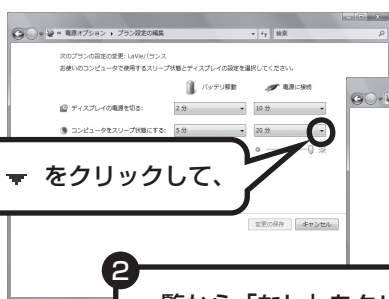 電源オプション ▸ プラン設定の編集
検索
次のプランの設定の変更: LaVie/バランス
お使いのコンピュータで使用するスリープ状態とディスプレイの設定を選択してください。
バッテリ駆動 電源に接続
ディスプレイの電源を切る: 2 分 10 分
コンピュータをスリープ状態にする: 5 分 20 分
をクリックして、
変更の保存 キャンセル
2